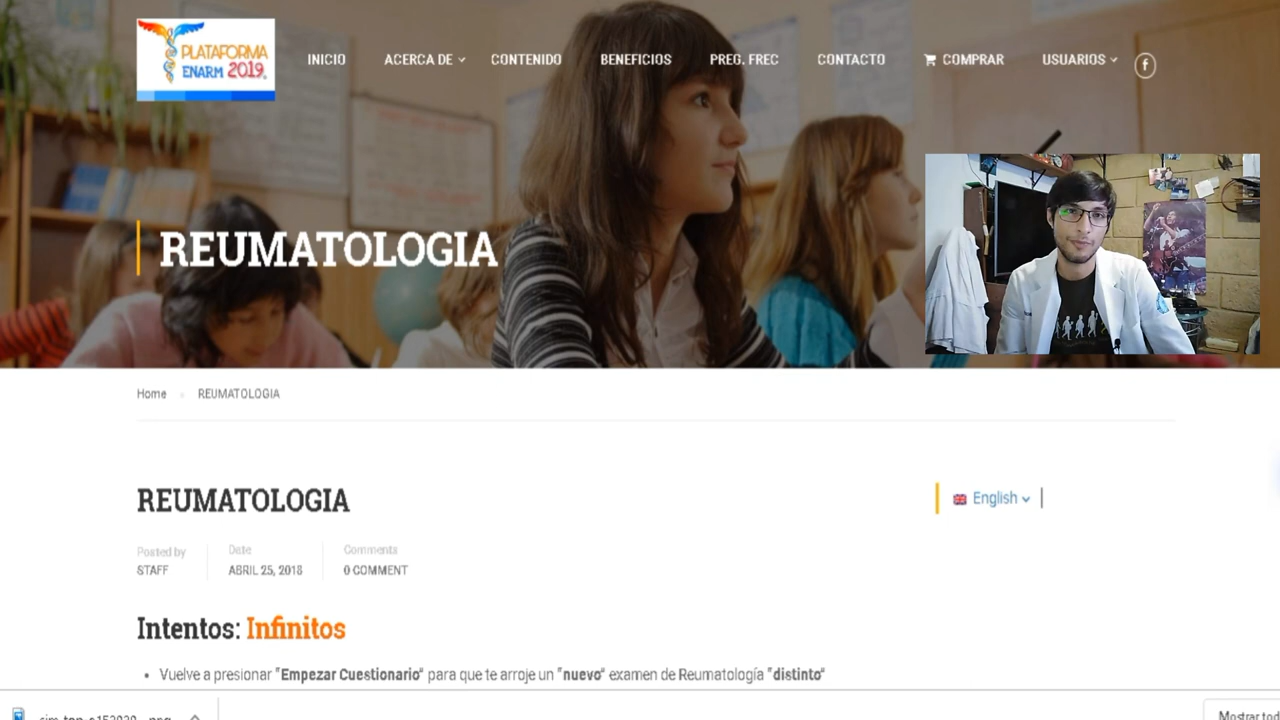 PLATAFORMA
ENARM 2019
INICIO
ACERCA DE
CONTENIDO
BENEFICIOS
PREG. FREC
CONTACTO
COMPRAR
USUARIOS
f
REUMATOLOGIA
Home
REUMATOLOGIA
REUMATOLOGIA
English
Posted by
STAFF
Date
ABRIL 25, 2018
Comments
0 COMMENT
Intentos: Infinitos
• Vuelve a presionar "Empezar Cuestionario" para que te arroje un "nuevo" examen de Reumatología "distinto"
Mostrar tod